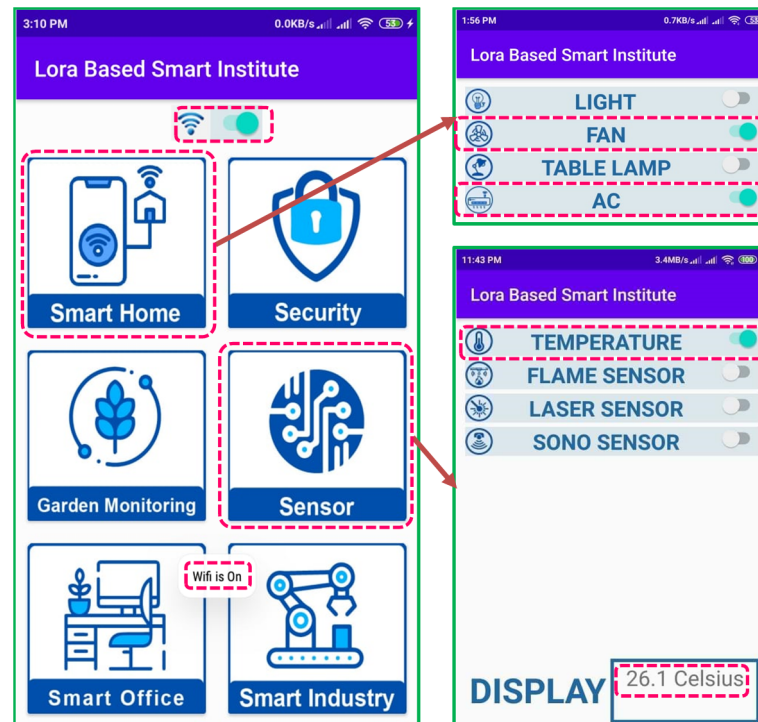 3:10 PM 0.0KB/s 53
Lora Based Smart Institute
Smart Home
Security
Garden Monitoring
Sensor
Wifi is On
Smart Office
Smart Industry
1:56 PM 0.7KB/s
Lora Based Smart Institute
LIGHT
FAN
TABLE LAMP
AC
11:43 PM 3.4MB/s 100
Lora Based Smart Institute
TEMPERATURE
FLAME SENSOR
LASER SENSOR
SONO SENSOR
DISPLAY 26.1 Celsius